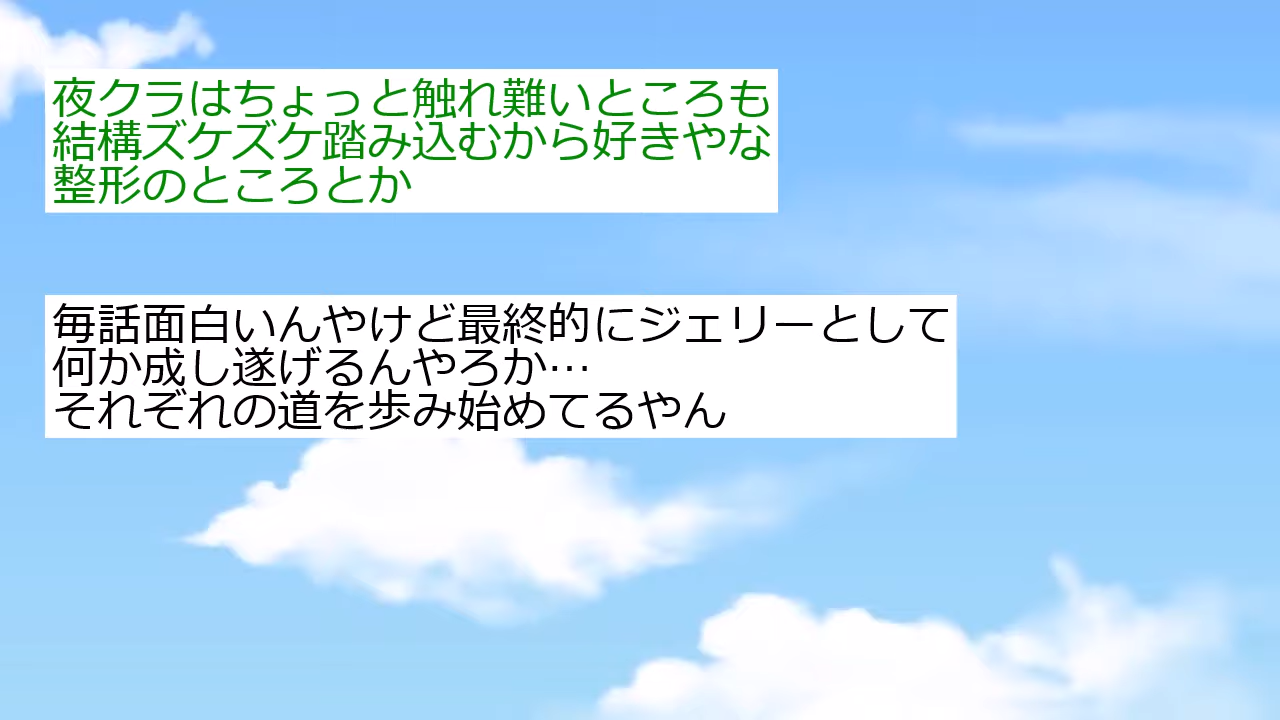 夜クラはちょっと触れ難いところも
結構ズケズケ踏み込むから好きやな
整形のところとか
毎話面白いんやけど最終的にジェリーとして
何か成し遂げるんやろか…
それぞれの道を歩み始めてるやん